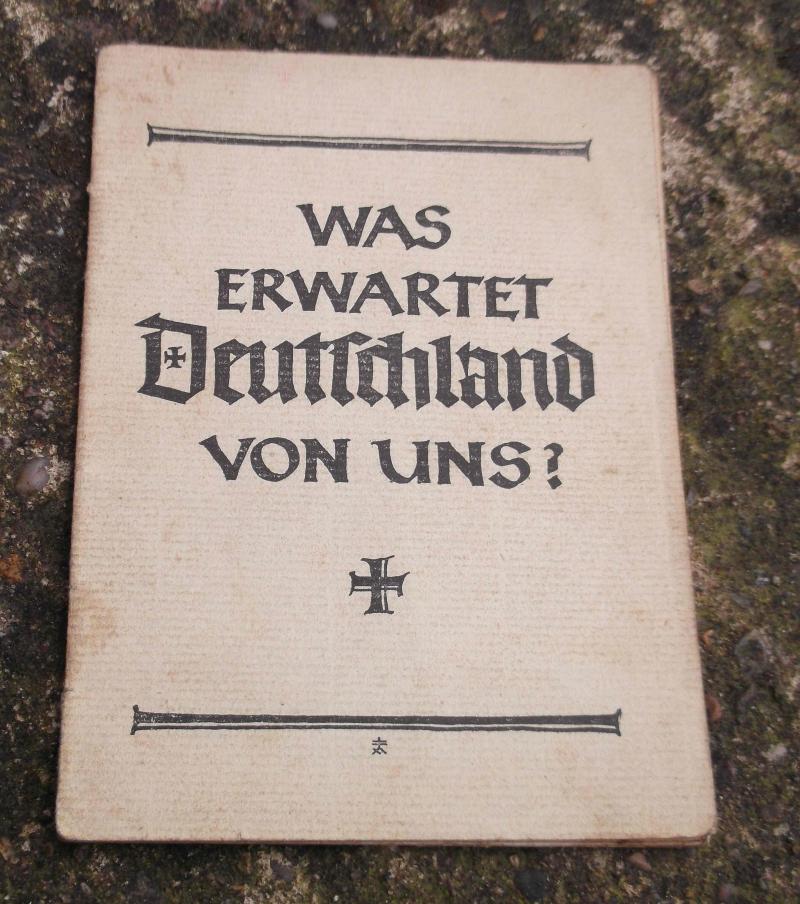 WAS
ERWARTET
Deutſchland
VON UNS?